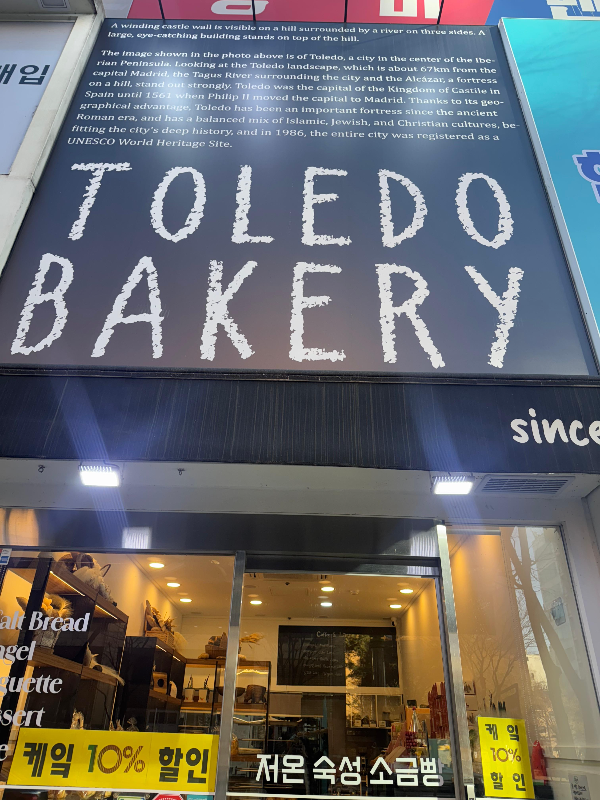 매입
A winding castle wall is visible on a hill surrounded by a river on three sides. A
large, eye-catching building stands on top of the hill.
The image shown in the photo above is of Toledo, a city in the center of the Ibe-
rian Peninsula. Looking at the Toledo landscape, which is about 67km from the
capital Madrid, the Tagus River surrounding the city and the Alcázar, a fortress
on a hill, stand out strongly. Toledo was the capital of the Kingdom of Castile in
Spain until 1561 when Philip II moved the capital to Madrid. Thanks to its geo-
graphical advantage, Toledo has been an important fortress since the ancient
Roman era, and has a balanced mix of Islamic, Jewish, and Christian cultures, be-
fitting the city's deep history, and in 1986, the entire city was registered as a
UNESCO World Heritage Site.
TOLEDO
BAKERY
since
alt Bread
agel
guette
ssert
e
케잌 10% 할인
저온 숙성 소금빵
케잌
10%
할인